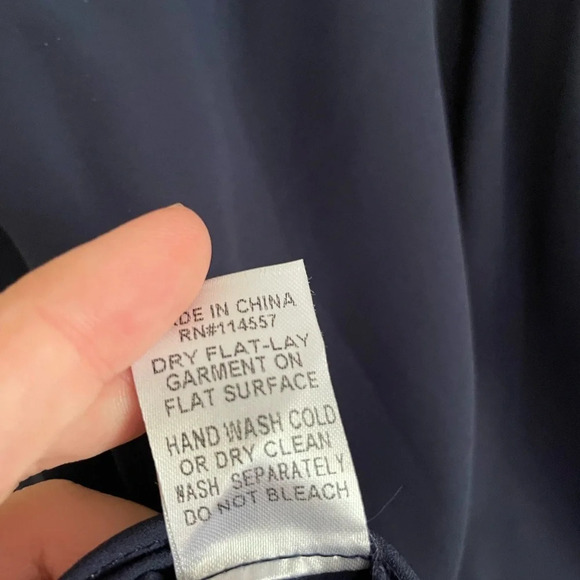 DE IN CHINA
RN#114557
DRY FLAT-LAY
GARMENT ON
FLAT SURFACE
HAND WASH COLD
OR DRY CLEAN
WASH SEPARATELY
DO NOT BLEACH